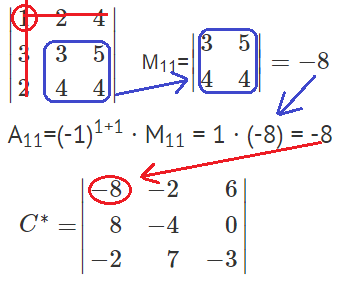 |1 2 4|
|3 3 5|
|2 4 4|
M₁₁= |3 5| = −8
|4 4|
A₁₁=(-1)¹⁺¹ · M₁₁ = 1 · (-8) = -8
|−8 −2 6|
C* = |8 −4 0|
|−2 7 −3|